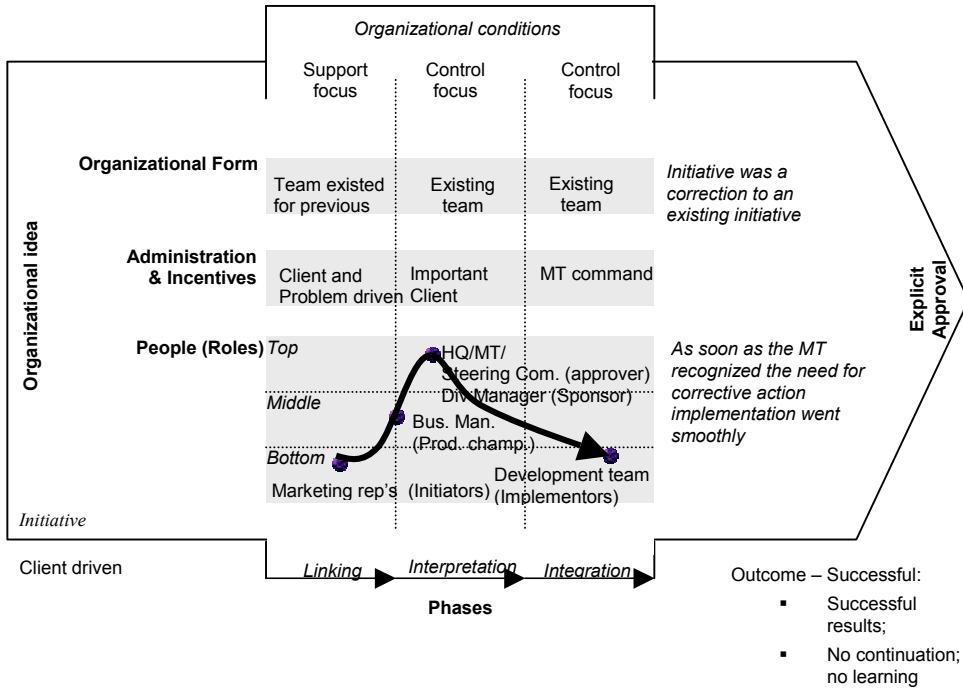 Organizational conditions
Support
focus
Control
focus
Control
focus
Organizational Form
Team existed
for previous
Existing
team
Existing
team
Initiative was a
correction to an
existing initiative
Organizational idea
Administration
& Incentives
Client and
Problem driven
Important
Client
MT command
Explicit
Approval
People (Roles)
Top
Middle
Bottom
HQ/MT/
Steering Com. (approver)
Div Manager (Sponsor)
Bus. Man.
(Prod. champ.)
Marketing rep's (Initiators)
Development team
(Implementors)
As soon as the MT
recognized the need for
corrective action
implementation went
smoothly
Initiative
Client driven
Linking
Interpretation
Integration
Phases
Outcome – Successful:
▪ Successful
results;
▪ No continuation;
no learning